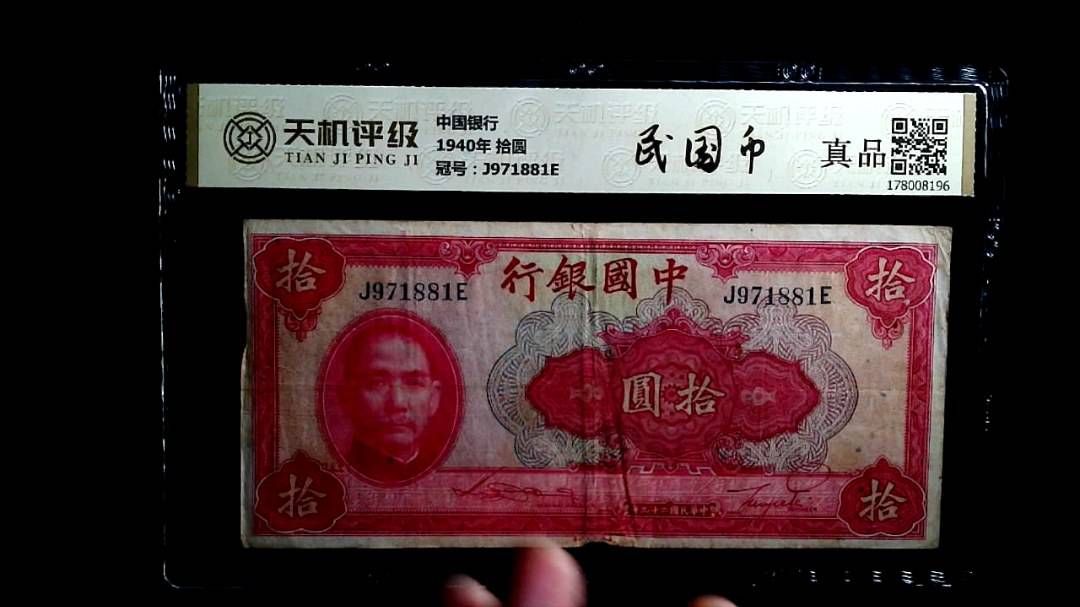 天机评级
TIAN JI PING JI
中国银行
1940年 拾圆
冠号：J971881E
民国币
真品
178008196
拾
拾
行銀國中
J971881E
J971881E
圓拾
拾
拾